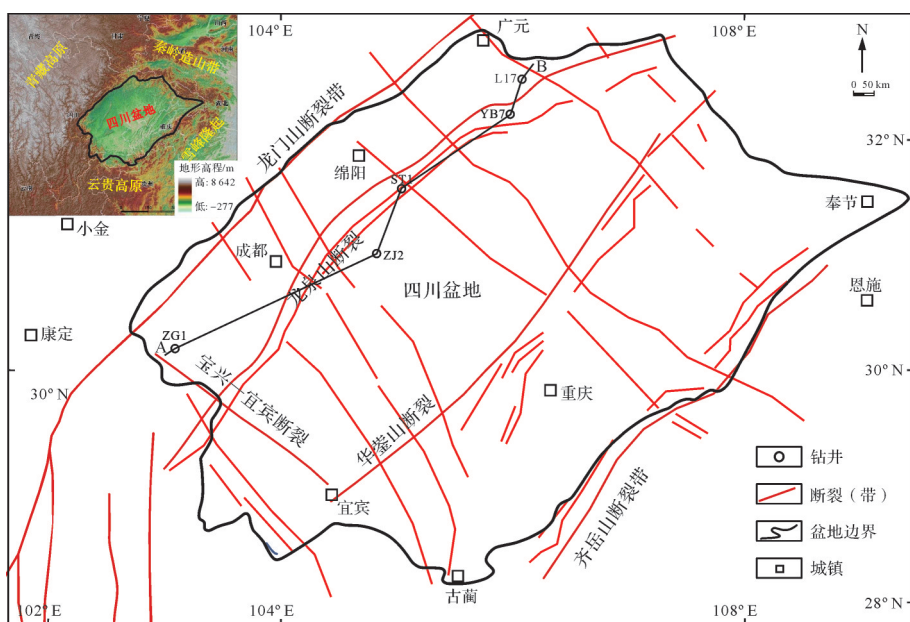 104°E
108°E
广元
N
0 50 km
B
L17
YB7
青藏高原
秦岭造山带
四川盆地
雪峰隆起
云贵高原
地形高程/m
高: 8 642
低: -277
龙门山断裂带
32°N
绵阳
ST1
奉节
小金
成都
龙泉山断裂
ZJ2
四川盆地
恩施
康定
ZG1
A
30°N
30°N
宝兴—宜宾断裂
重庆
华蓥山断裂
钻井
宜宾
断裂（带）
齐岳山断裂带
盆地边界
古蔺
城镇
28°N
102°E
104°E
108°E